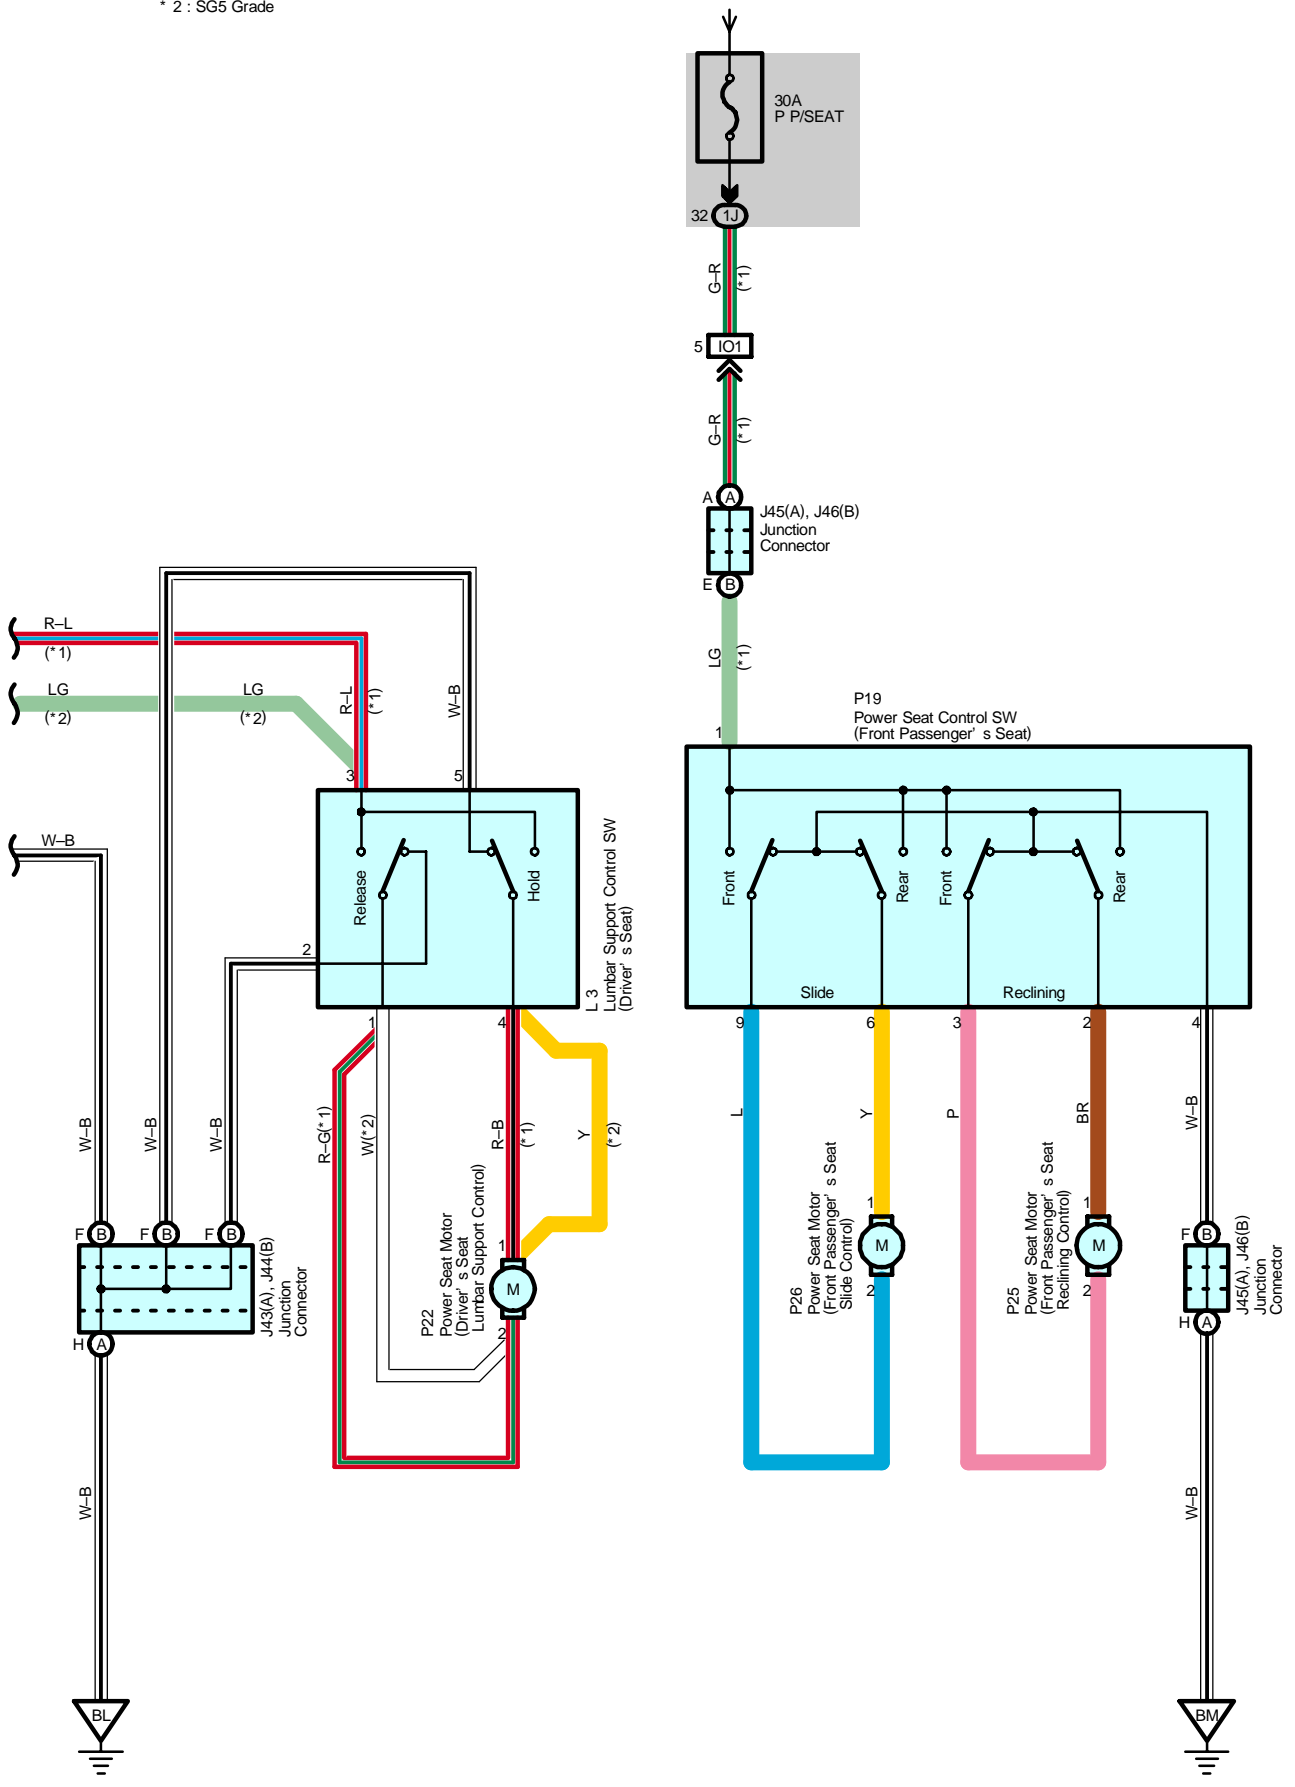 * 2 : SG5 Grade
30A
P P/SEAT
32 1J
G–R
(*1)
5 IO1
G–R
(*1)
A A
J45(A), J46(B)
Junction
Connector
E B
LG
(*1)
R–L
(*1)
LG
(*2)
LG
(*2)
R–L
(*1)
W–B
3
5
W–B
Release
Hold
2
L 3
Lumbar Support Control SW
(Driver' s Seat)
1
4
P19
Power Seat Control SW
(Front Passenger' s Seat)
1
Front
Rear
Front
Rear
Slide
Reclining
9
6
3
2
4
W–B
W–B
W–B
R–G(*1)
W(*2)
R–B
(*1)
Y
(*2)
L
Y
P
BR
W–B
F B
F B
F B
J43(A), J44(B)
Junction
Connector
H A
P22
Power Seat Motor
(Driver' s Seat
Lumbar Support Control)
1
M
2
P26
Power Seat Motor
(Front Passenger' s Seat
Slide Control)
1
M
2
P25
Power Seat Motor
(Front Passenger' s Seat
Reclining Control)
1
M
2
F B
J45(A), J46(B)
Junction
Connector
H A
W–B
W–B
BL
BM